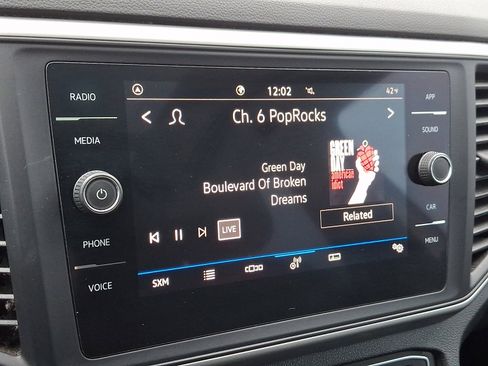 RADIO
MEDIA
PHONE
VOICE
12:02
42°F
Ch. 6 PopRocks
Green Day
Boulevard Of Broken
Dreams
GREEN
DAY
american
idiot
LIVE
Related
SXM
APP
SOUND
CAR
MENU